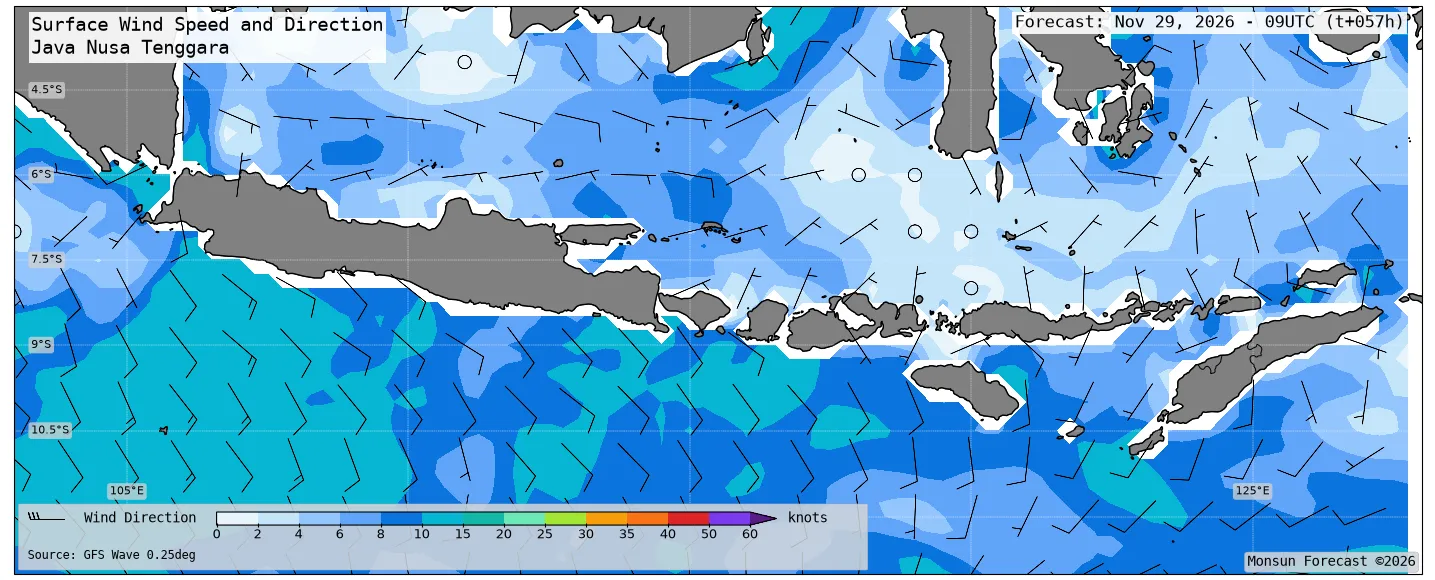 Surface Wind Speed and Direction
Java Nusa Tenggara
Forecast: Nov 29, 2026 - 09UTC (t+057h)
4.5°S
6°S
7.5°S
9°S
10.5°S
105°E
125°E
Wind Direction
knots
0 2 4 6 8 10 15 20 25 30 35 40 50 60
Source: GFS Wave 0.25deg
Monsun Forecast ©2026